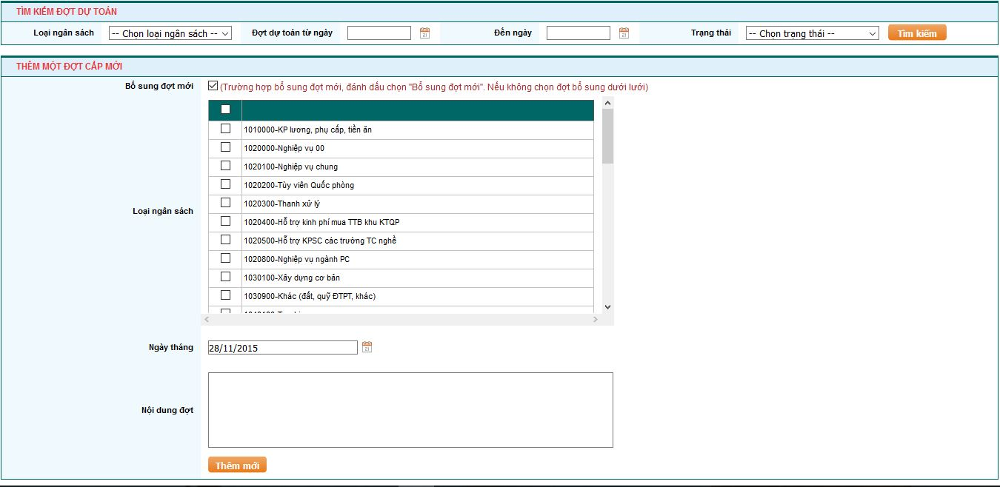 TÌM KIẾM ĐỢT DỰ TOÁN
Loại ngân sách -- Chọn loại ngân sách -- Đợt dự toán từ ngày Đến ngày Trạng thái -- Chọn trạng thái -- Tìm kiếm
THÊM MỘT ĐỢT CẤP MỚI
Bổ sung đợt mới (Trường hợp bổ sung đợt mới, đánh dấu chọn "Bổ sung đợt mới". Nếu không chọn đợt bổ sung dưới lưới)
1010000-KP lương, phụ cấp, tiền ăn
1020000-Nghiệp vụ 00
1020100-Nghiệp vụ chung
1020200-Tùy viên Quốc phòng
1020300-Thanh xử lý
Loại ngân sách
1020400-Hỗ trợ kinh phí mua TTB khu KTQP
1020500-Hỗ trợ KPSC các trường TC nghề
1020800-Nghiệp vụ ngành PC
1030100-Xây dựng cơ bản
1030900-Khác (đất, quỹ ĐTPT, khác)
Ngày tháng 28/11/2015
Nội dung đợt
Thêm mới